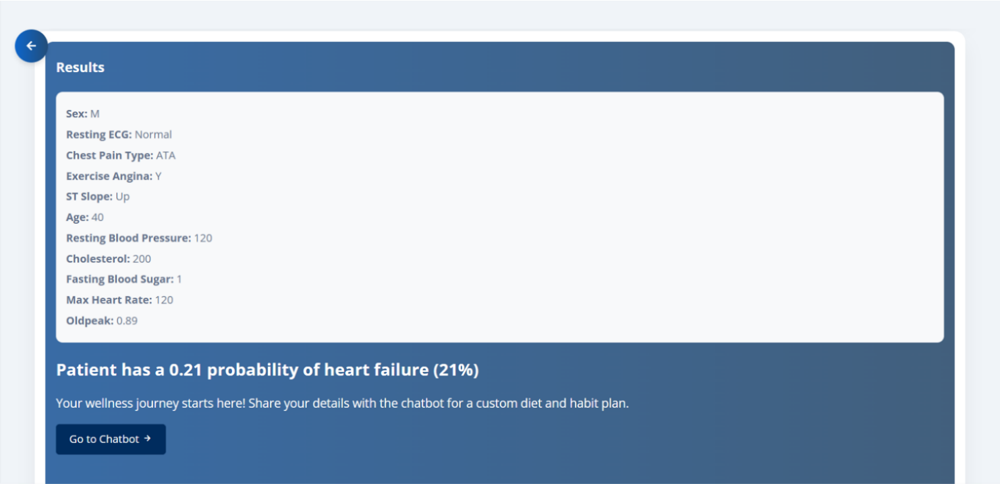 Results
Sex: M
Resting ECG: Normal
Chest Pain Type: ATA
Exercise Angina: Y
ST Slope: Up
Age: 40
Resting Blood Pressure: 120
Cholesterol: 200
Fasting Blood Sugar: 1
Max Heart Rate: 120
Oldpeak: 0.89
Patient has a 0.21 probability of heart failure (21%)
Your wellness journey starts here! Share your details with the chatbot for a custom diet and habit plan.
Go to Chatbot →